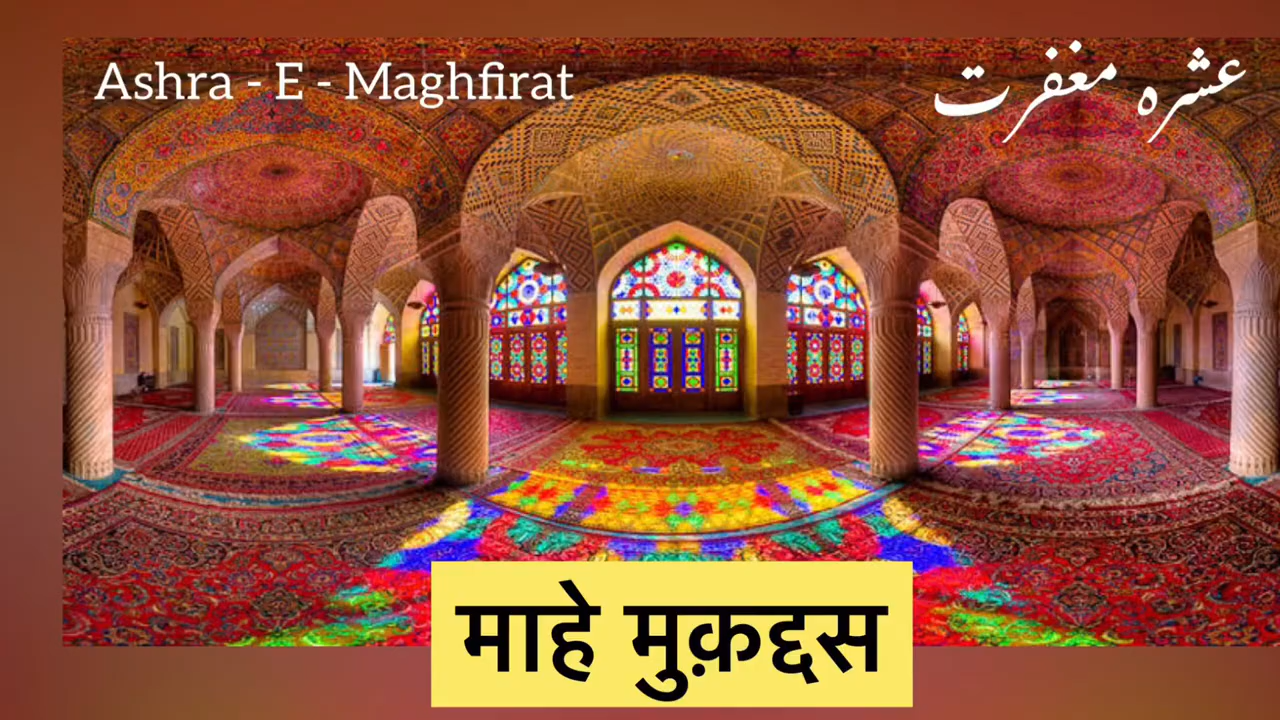 Ashra - E - Maghfirat
عشرہ مغفرت
माहे मुक़द्दस